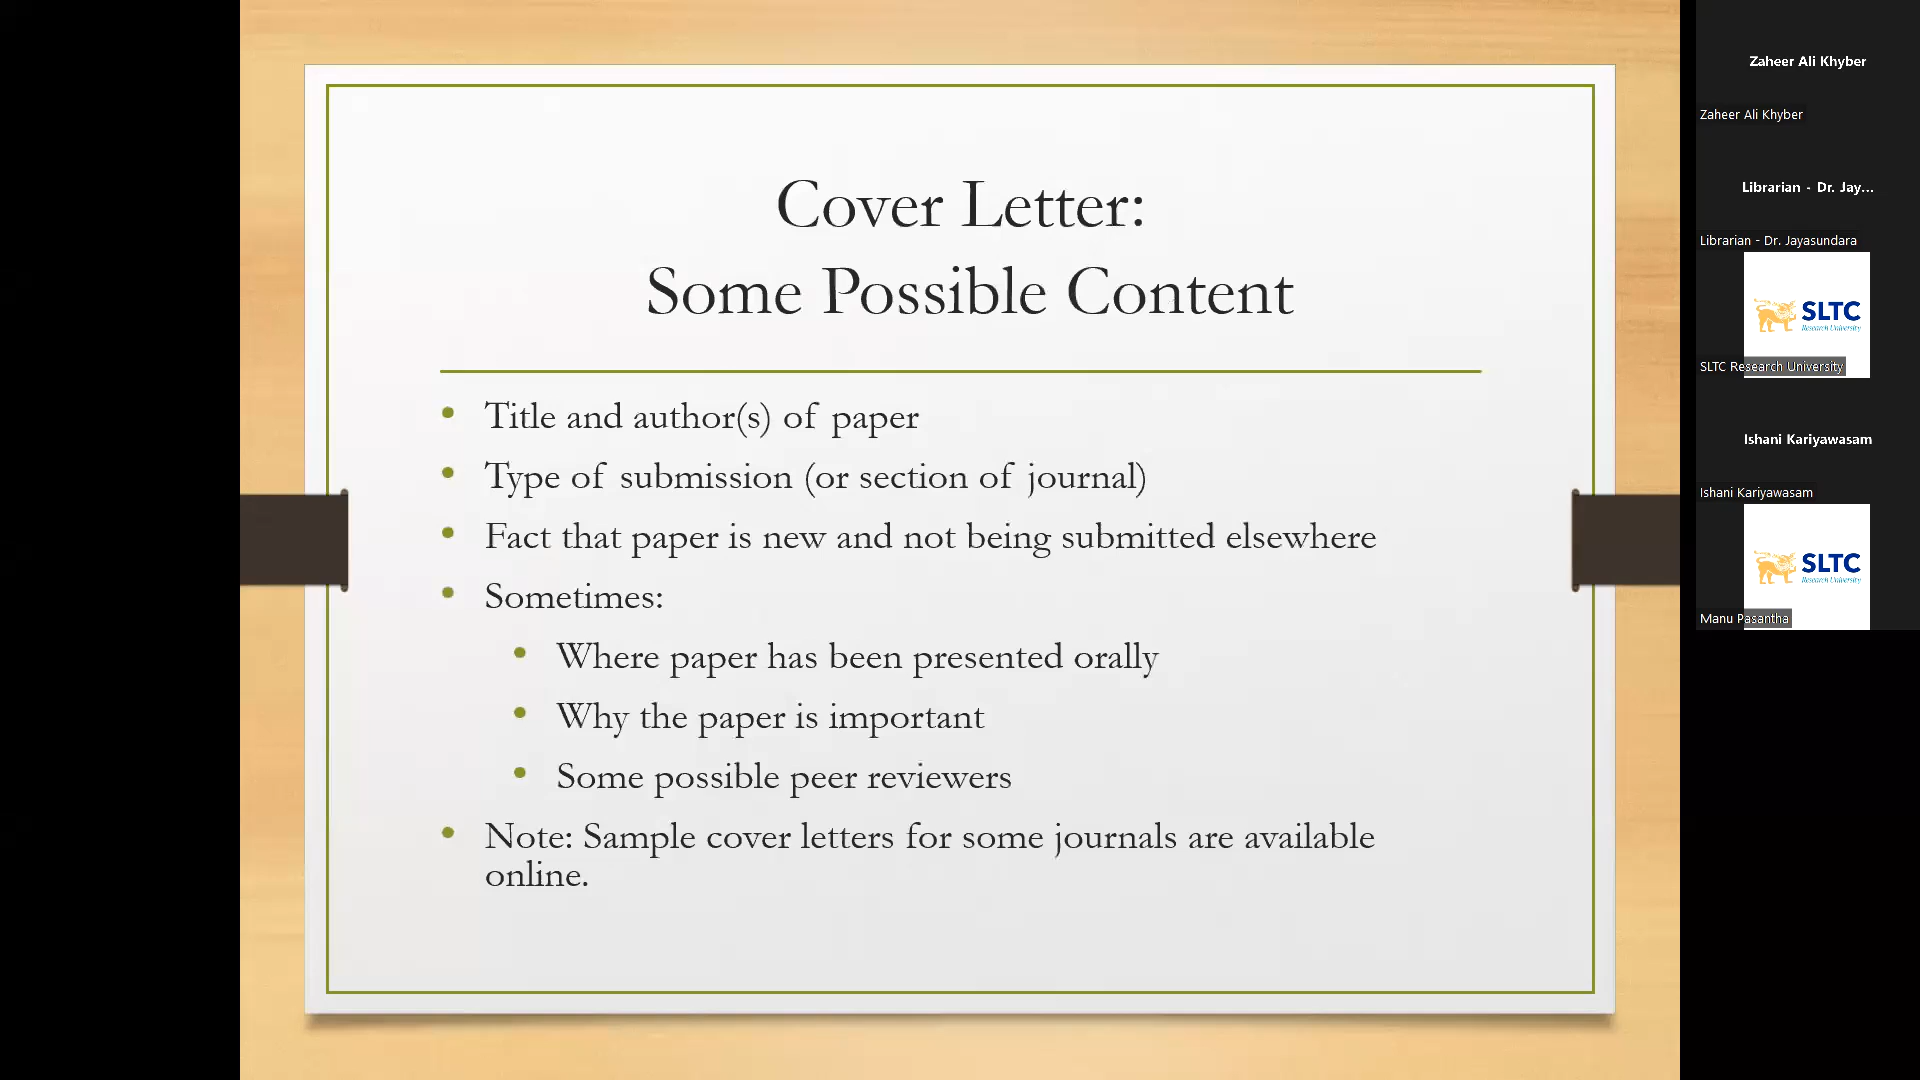 Cover Letter:
Some Possible Content
• Title and author(s) of paper
• Type of submission (or section of journal)
• Fact that paper is new and not being submitted elsewhere
• Sometimes:
• Where paper has been presented orally
• Why the paper is important
• Some possible peer reviewers
• Note: Sample cover letters for some journals are available
online.
Zaheer Ali Khyber
Zaheer Ali Khyber
Librarian - Dr. Jay...
Librarian - Dr. Jayasundara
SLTC
Research University
SLTC Research University
Ishani Kariyawasam
Ishani Kariyawasam
SLTC
Research University
Manu Pasantha